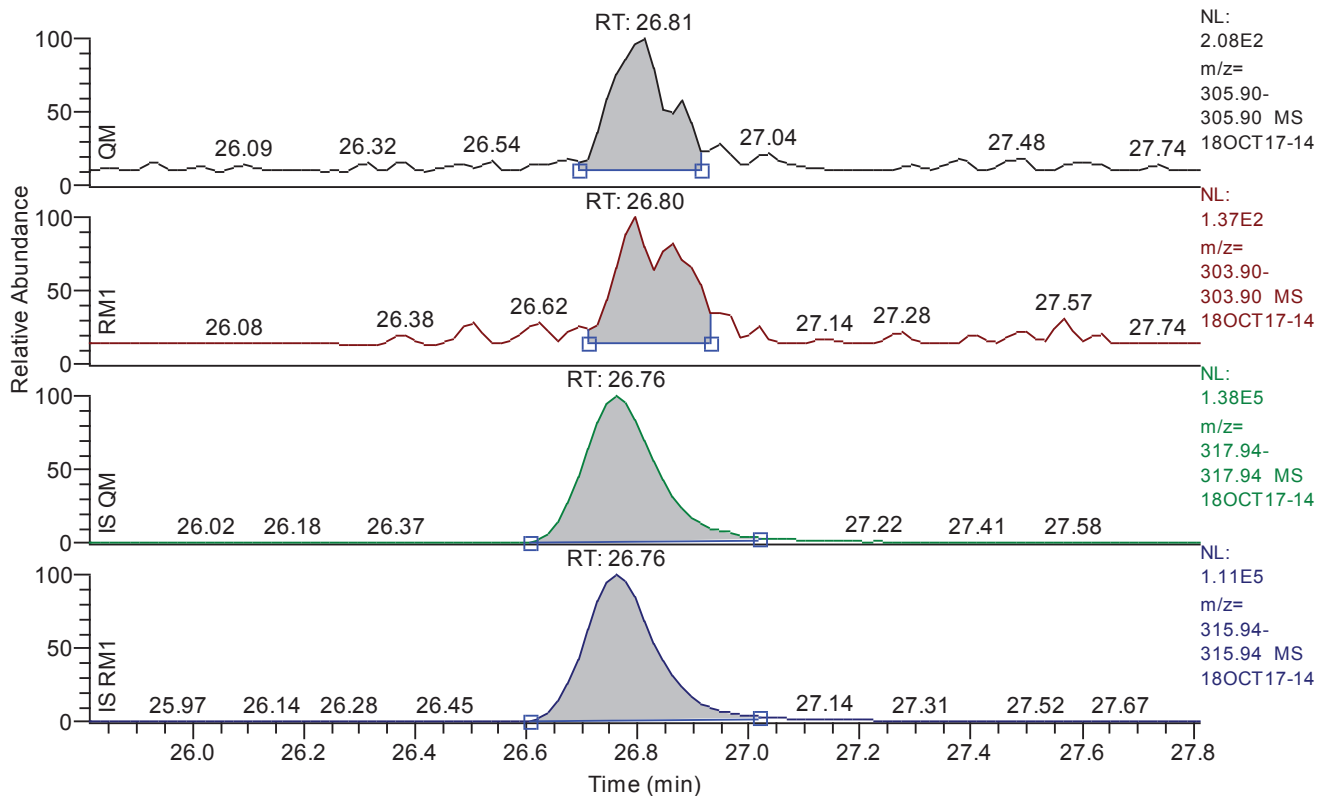 RT: 26.81
100
50
0
QM
26.09
26.32
26.54
27.04
27.48
27.74
NL:
2.08E2
m/z=
305.90-
305.90 MS
18OCT17-14
RT: 26.80
100
50
0
RM1
26.08
26.38
26.62
27.14
27.28
27.57
27.74
NL:
1.37E2
m/z=
303.90-
303.90 MS
18OCT17-14
Relative Abundance
RT: 26.76
100
50
0
IS QM
26.02
26.18
26.37
27.22
27.41
27.58
NL:
1.38E5
m/z=
317.94-
317.94 MS
18OCT17-14
RT: 26.76
100
50
0
IS RM1
25.97
26.14
26.28
26.45
27.14
27.31
27.52
27.67
NL:
1.11E5
m/z=
315.94-
315.94 MS
18OCT17-14
26.0 26.2 26.4 26.6 26.8 27.0 27.2 27.4 27.6 27.8
Time (min)